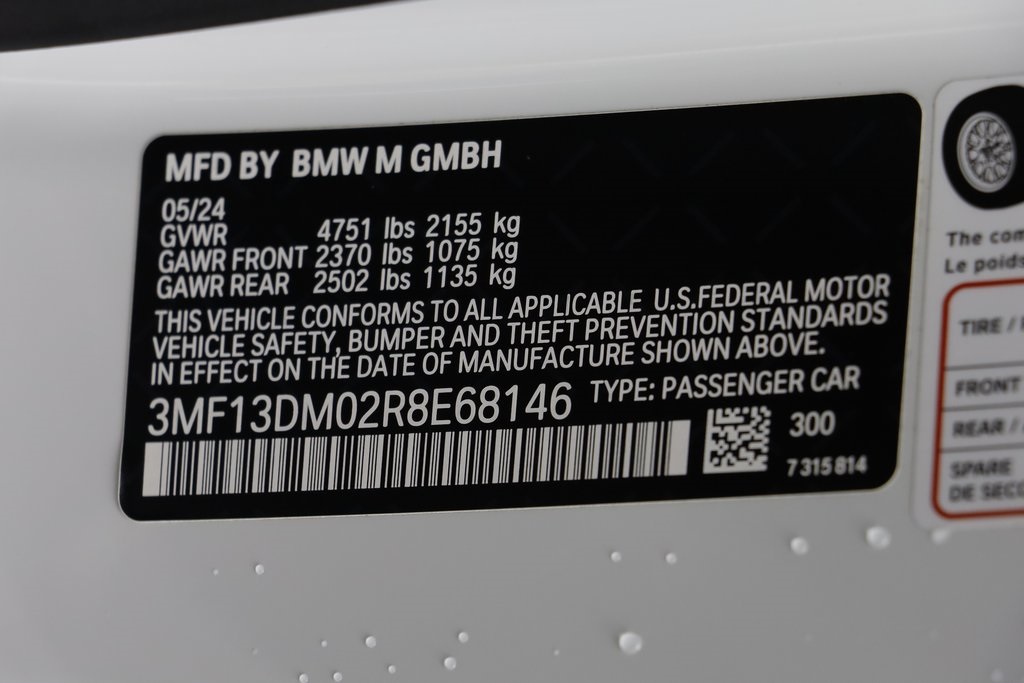 MFD BY BMW M GMBH
05/24
GVWR 4751 lbs 2155 kg
GAWR FRONT 2370 lbs 1075 kg
GAWR REAR 2502 lbs 1135 kg
THIS VEHICLE CONFORMS TO ALL APPLICABLE U.S.FEDERAL MOTOR
VEHICLE SAFETY, BUMPER AND THEFT PREVENTION STANDARDS
IN EFFECT ON THE DATE OF MANUFACTURE SHOWN ABOVE.
3MF13DM02R8E68146 TYPE: PASSENGER CAR
300
7 315 814
The com
Le poids
TIRE /
FRONT
REAR /
SPARE
DE SECO